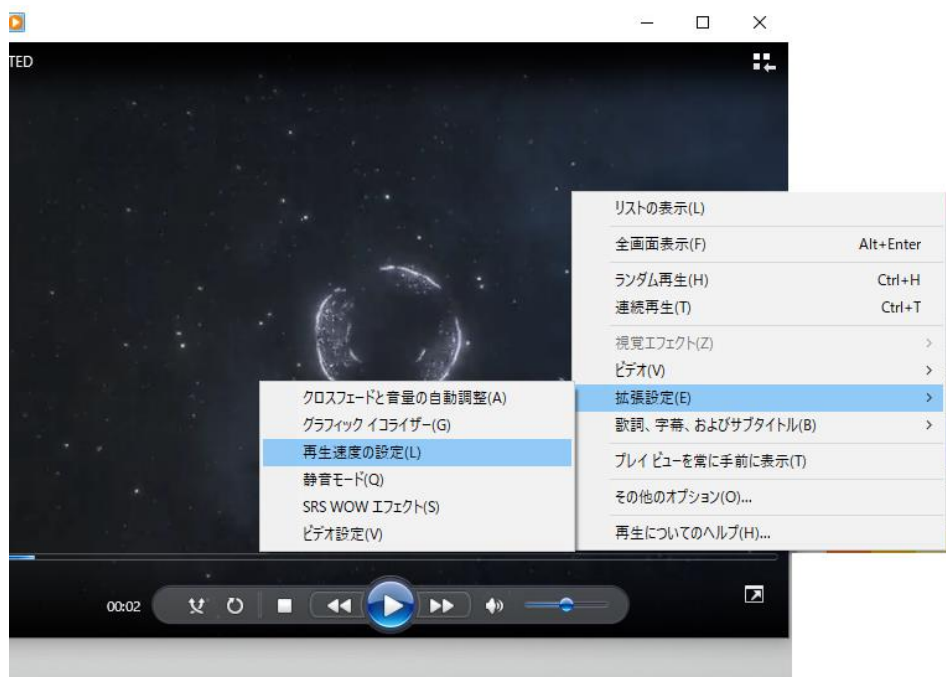 TED
リストの表示(L)
全画面表示(F) Alt+Enter
ランダム再生(H) Ctrl+H
連続再生(T) Ctrl+T
視覚エフェクト(Z)
ビデオ(V)
拡張設定(E)
歌詞、字幕、およびサブタイトル(B)
プレイ ビューを常に手前に表示(T)
その他のオプション(O)...
再生についてのヘルプ(H)...
クロスフェードと音量の自動調整(A)
グラフィック イコライザー(G)
再生速度の設定(L)
静音モード(Q)
SRS WOW エフェクト(S)
ビデオ設定(V)
00:02